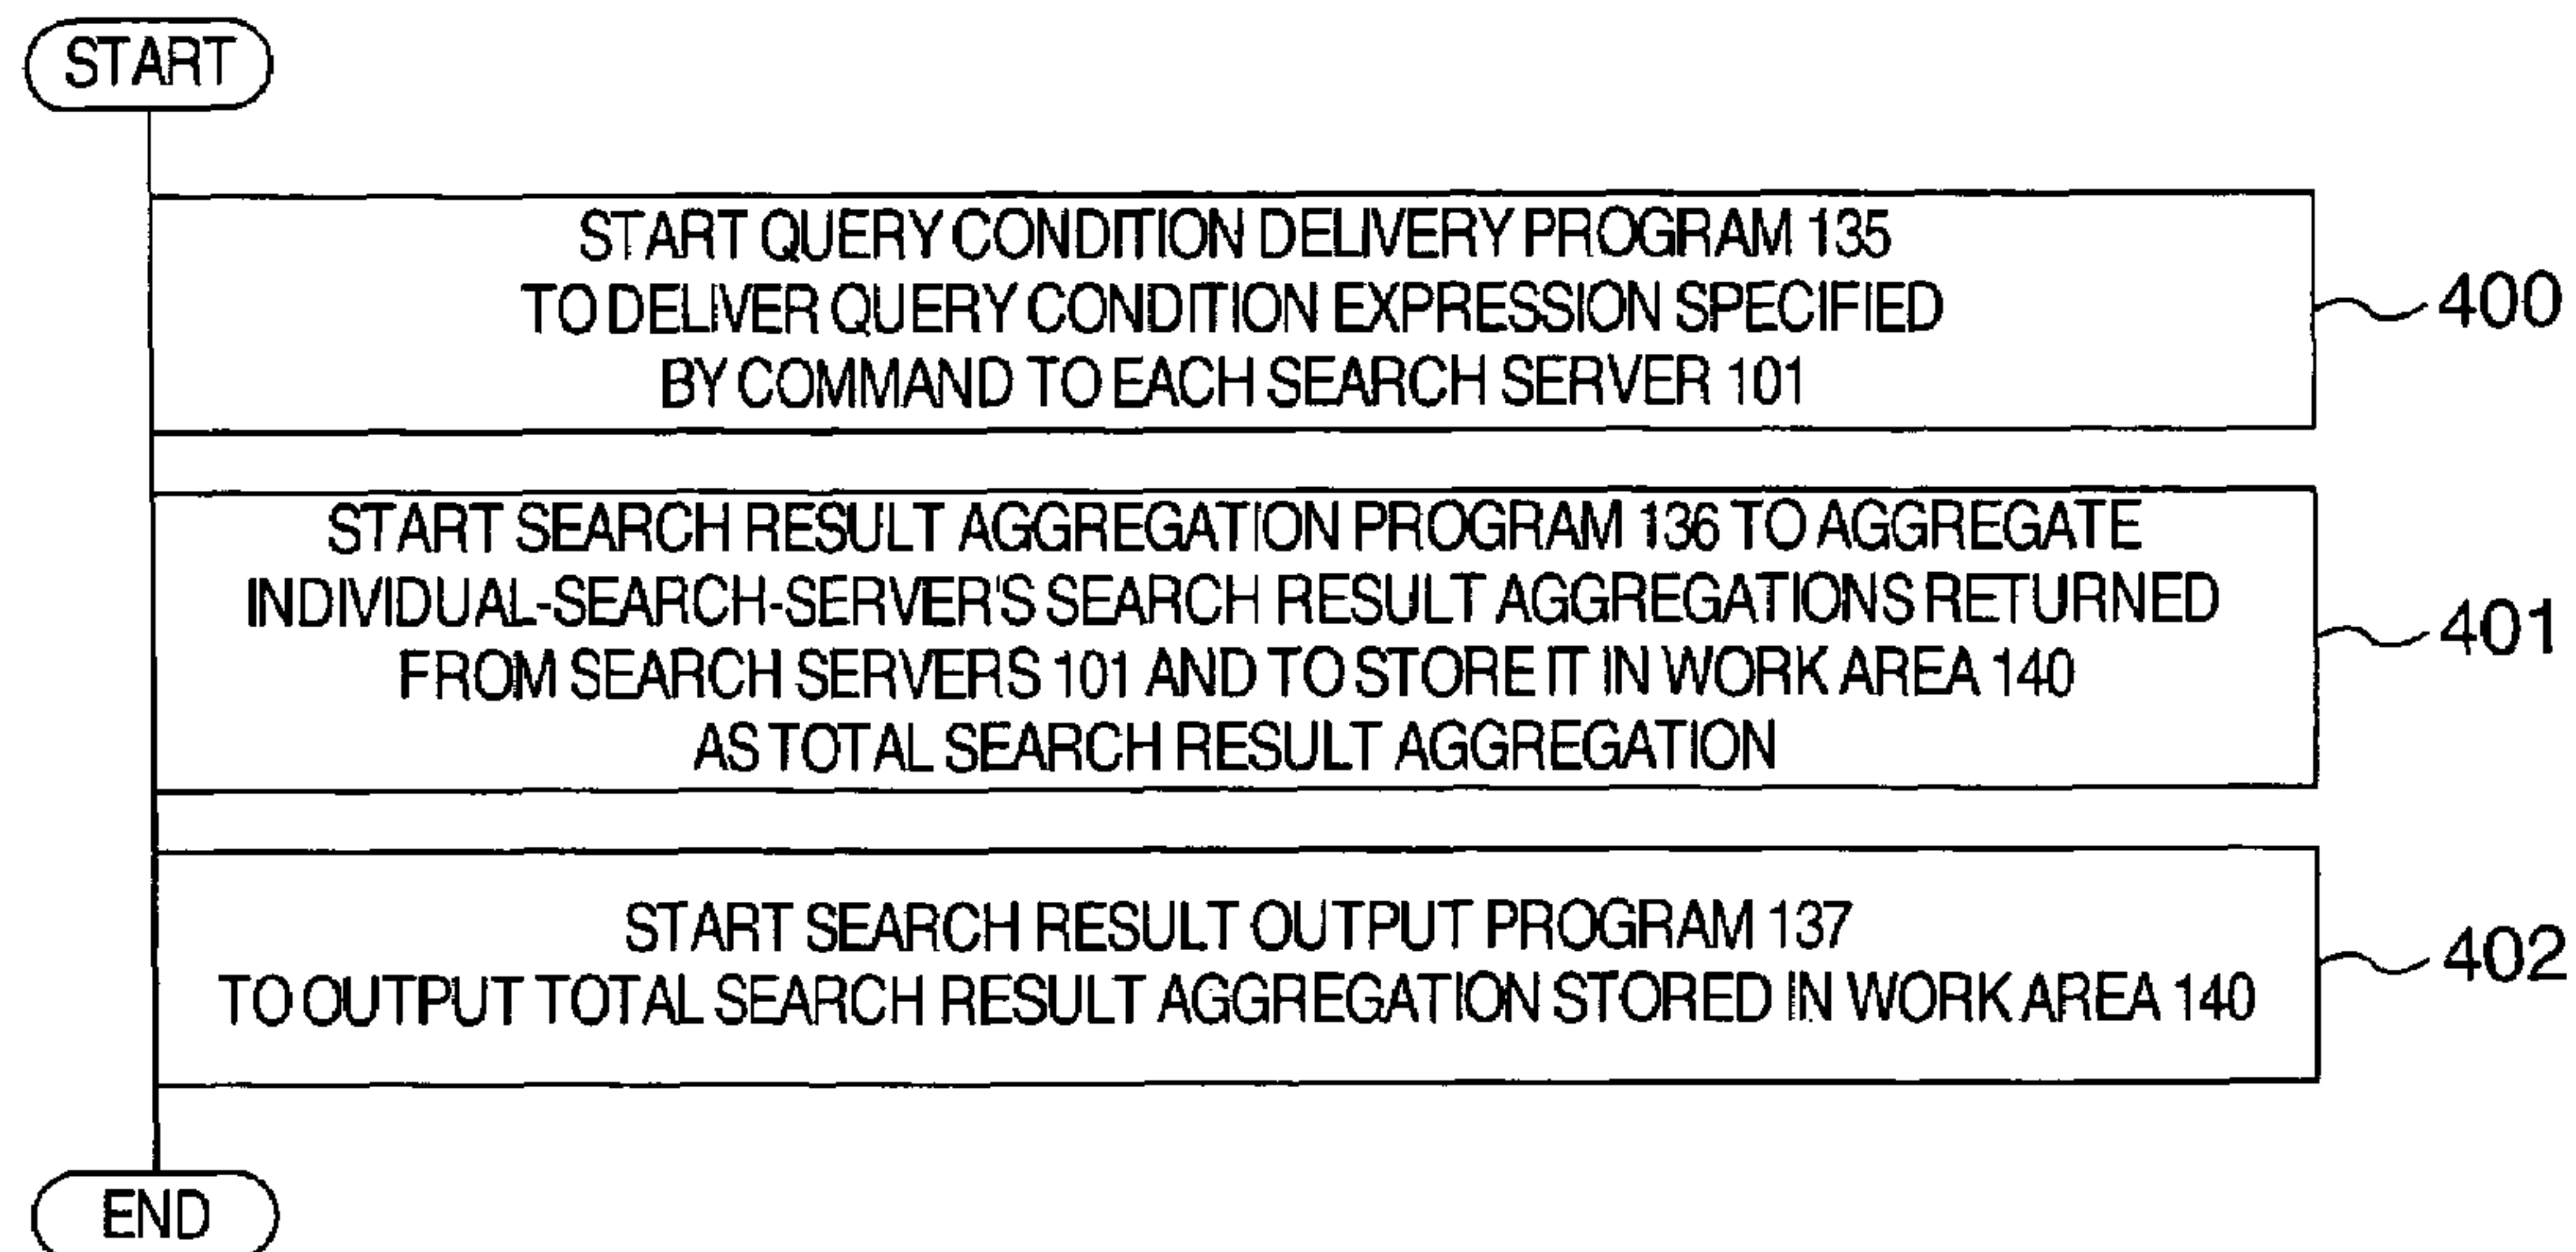 START
START QUERY CONDITION DELIVERY PROGRAM 135
TO DELIVER QUERY CONDITION EXPRESSION SPECIFIED
BY COMMAND TO EACH SEARCH SERVER 101
400
START SEARCH RESULT AGGREGATION PROGRAM 136 TO AGGREGATE
INDIVIDUAL-SEARCH-SERVER'S SEARCH RESULT AGGREGATIONS RETURNED
FROM SEARCH SERVERS 101 AND TO STORE IT IN WORK AREA 140
AS TOTAL SEARCH RESULT AGGREGATION
401
START SEARCH RESULT OUTPUT PROGRAM 137
TO OUTPUT TOTAL SEARCH RESULT AGGREGATION STORED IN WORK AREA 140
402
END